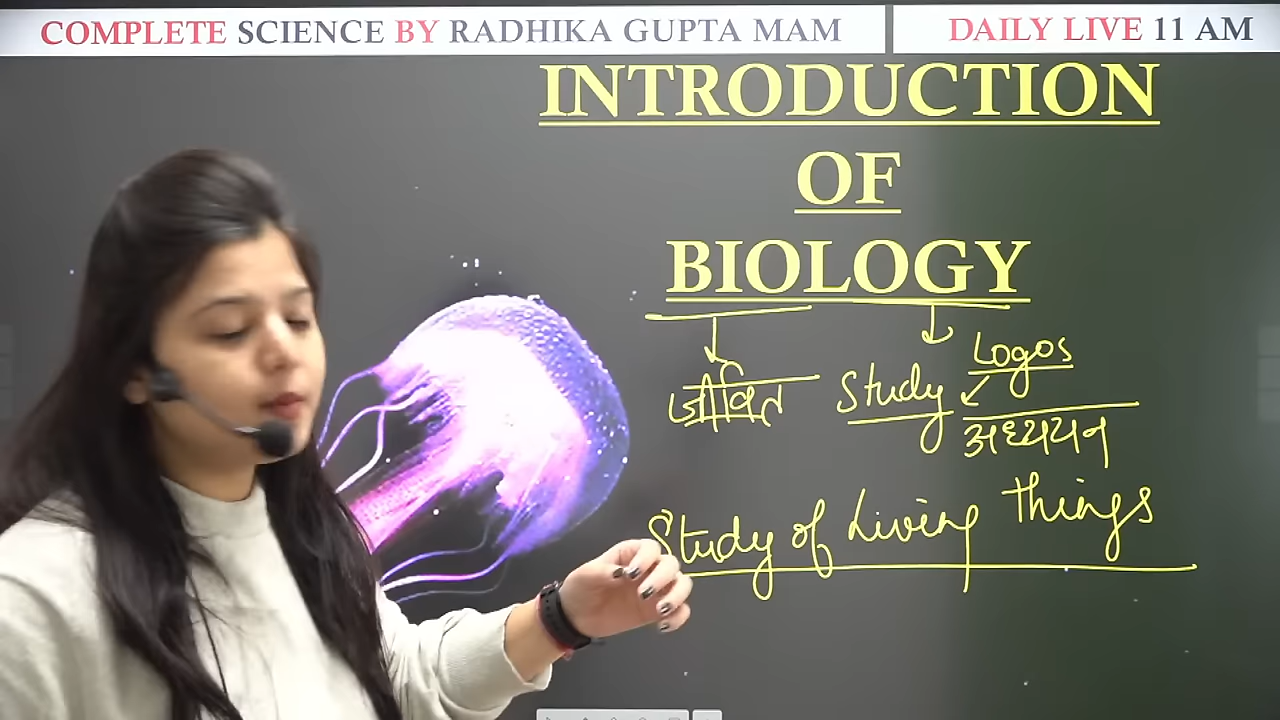 COMPLETE SCIENCE BY RADHIKA GUPTA MAM
DAILY LIVE 11 AM
INTRODUCTION
OF
BIOLOGY
Logos
जीवित Study
अध्ययन
Study of Living Things